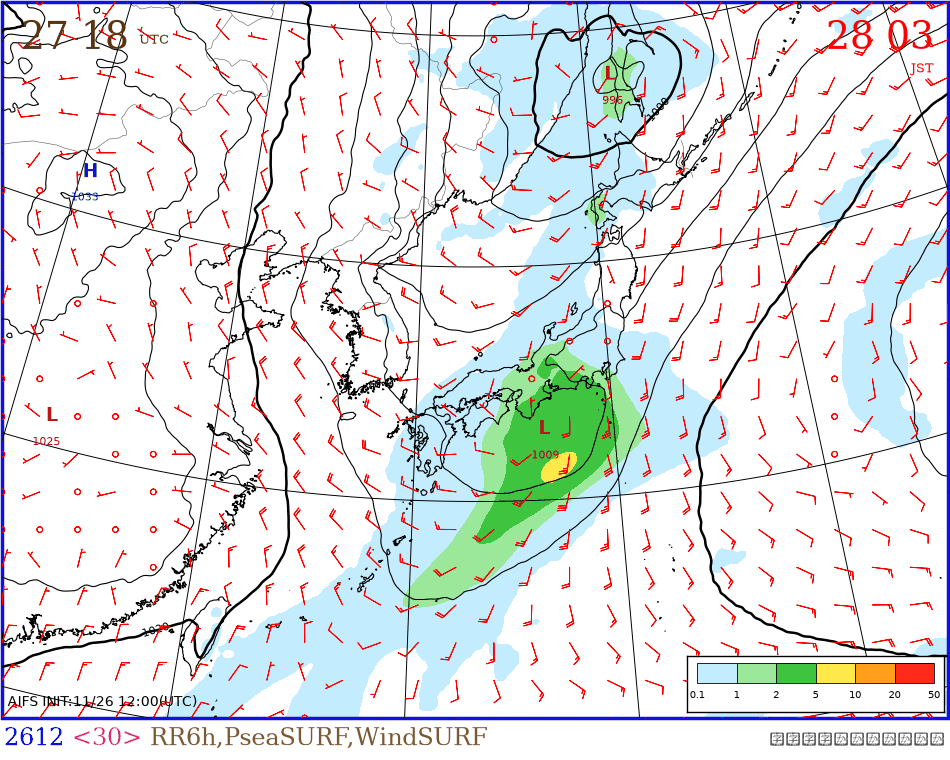 27 18 UTC
28 03
JST
L
996
1000
H
1033
L
1025
L
1009
1020
0.1 1 2 5 10 20 50
AIFS INIT:11/26 12:00(UTC)
2612 <30> RR6h,PseaSURF,WindSURF